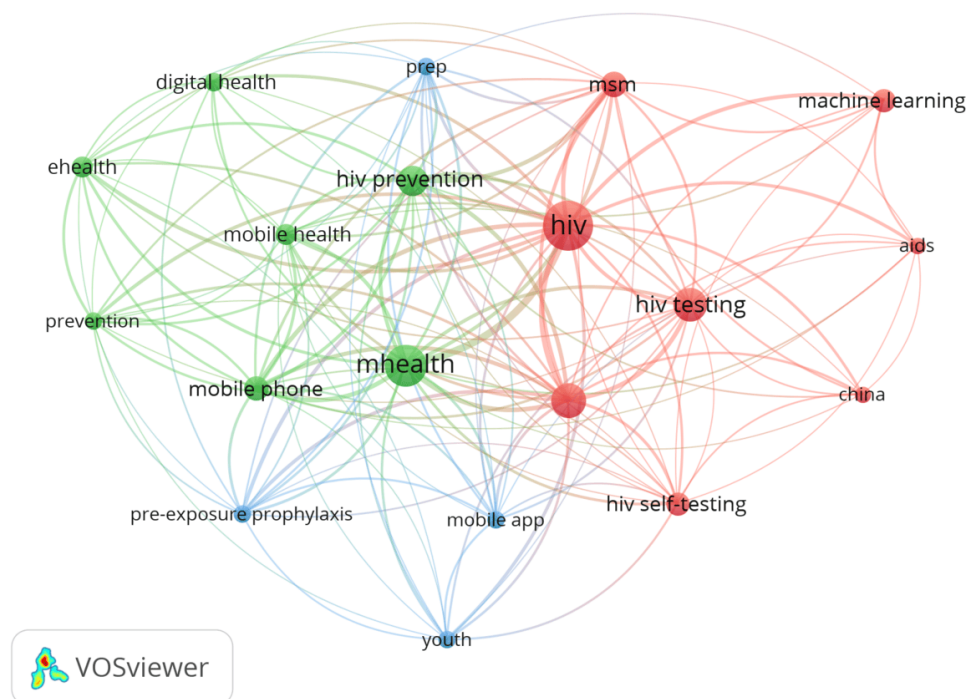 prep
digital health
msm
machine learning
ehealth
hiv prevention
hiv
mobile health
aids
hiv testing
prevention
mhealth
mobile phone
china
hiv self-testing
pre-exposure prophylaxis
mobile app
youth
VOSviewer